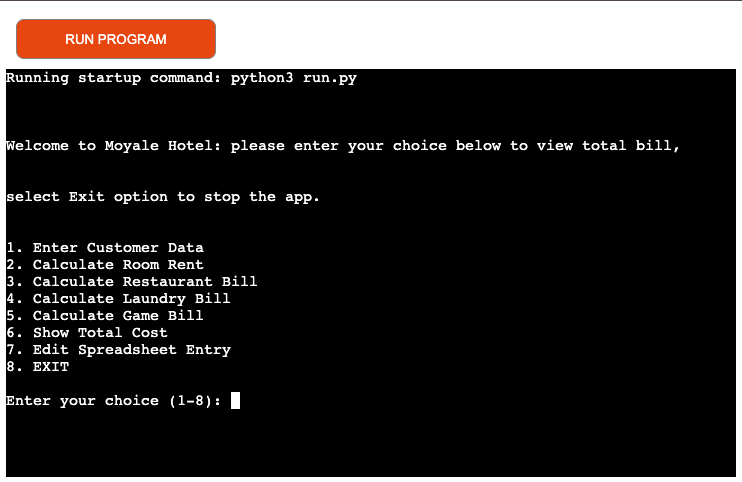 RUN PROGRAM
Running startup command: python3 run.py
Welcome to Moyale Hotel: please enter your choice below to view total bill,
select Exit option to stop the app.
1. Enter Customer Data
2. Calculate Room Rent
3. Calculate Restaurant Bill
4. Calculate Laundry Bill
5. Calculate Game Bill
6. Show Total Cost
7. Edit Spreadsheet Entry
8. EXIT
Enter your choice (1-8):